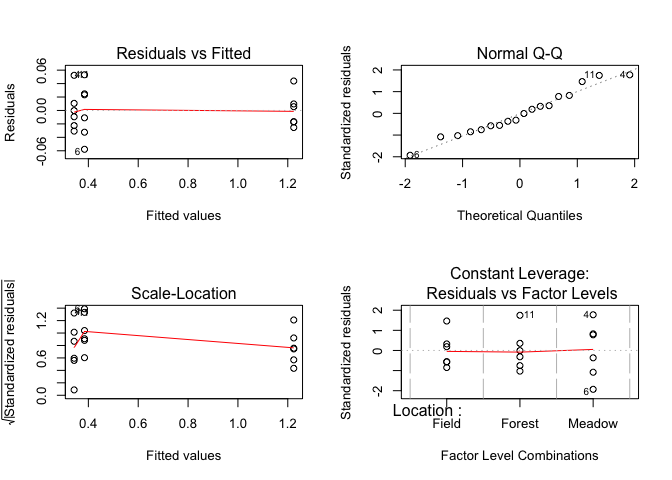 Residuals vs Fitted
Residuals
-0.06
0.00
0.06
4
11
6
0.4
0.6
0.8
1.0
1.2
Fitted values
Normal Q-Q
Standardized residuals
-2
0
1
2
11
4
6
-2
-1
0
1
2
Theoretical Quantiles
Scale-Location
√|Standardized residuals|
0.0
0.6
1.2
0.4
0.6
0.8
1.0
1.2
Fitted values
Constant Leverage:
Residuals vs Factor Levels
Standardized residuals
-2
0
1
2
11
4
6
Location :
Field
Forest
Meadow
Factor Level Combinations